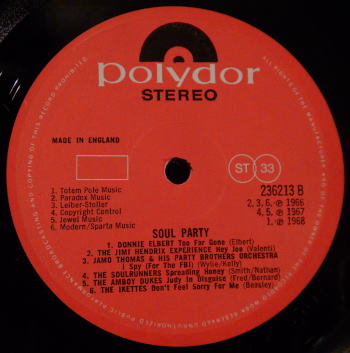 polydor
STEREO
MADE IN ENGLAND
ST 33
236213 B
2, 3, 6. ℗ 1966
4, 5. ℗ 1967
1. ℗ 1968
1. Totem Pole Music
2. Paradox Music
3. Leiber-Stoller
4. Copyright Control
5. Jewel Music
6. Modern/Sparta Music
SOUL PARTY
1. DONNIE ELBERT Too Far Gone (Elbert)
2. THE JIMI HENDRIX EXPERIENCE Hey Joe (Valenti)
3. JAMO THOMAS & HIS PARTY BROTHERS ORCHESTRA
I Spy (For The FBI) (Wylie/Kelly)
4. THE SOULRUNNERS Spreading Honey (Smith/Nathan)
5. THE AMBOY DUKES Judy In Disguise (Fred/Bernard)
6. THE IKETTES Don't Feel Sorry For Me (Beasley)